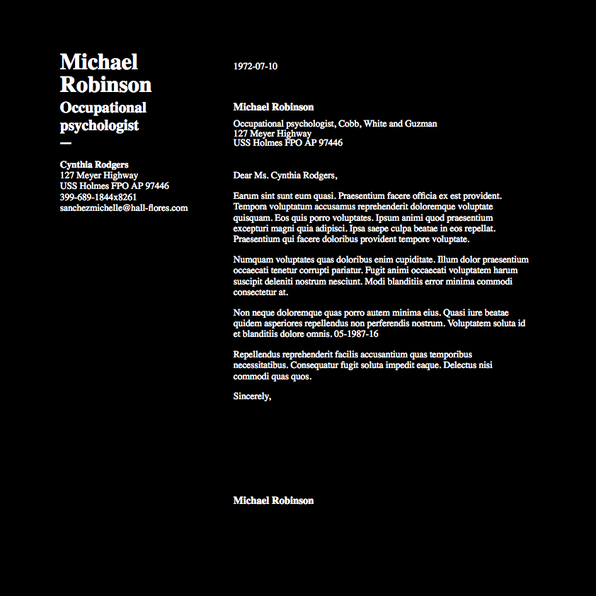 Michael
Robinson
Occupational
psychologist
—
Cynthia Rodgers
127 Meyer Highway
USS Holmes FPO AP 97446
399-689-1844x8261
sanchezmichelle@hall-flores.com
1972-07-10
Michael Robinson
Occupational psychologist, Cobb, White and Guzman
127 Meyer Highway
USS Holmes FPO AP 97446
Dear Ms. Cynthia Rodgers,
Earum sint sunt eum quasi. Praesentium facere officia ex est provident.
Tempora voluptatum accusamus reprehenderit doloremque voluptate
quisquam. Eos quis porro voluptates. Ipsum animi quod praesentium
excepturi magni quia adipisci. Ipsa saepe culpa beatae in eos repellat.
Praesentium qui facere doloribus provident tempore voluptate.
Numquam voluptates quas doloribus enim cupiditate. Illum dolor praesentium
occaecati tenetur corrupti pariatur. Fugit animi occaecati voluptatem harum
suscipit deleniti nostrum nesciunt. Modi blanditiis error minima commodi
consectetur at.
Non neque doloremque quas porro autem minima eius. Quasi iure beatae
quidem asperiores repellendus non perferendis nostrum. Voluptatem soluta id
et blanditiis dolore omnis. 05-1987-16
Repellendus reprehenderit facilis accusantium quas temporibus
necessitatibus. Consequatur fugit soluta impedit eaque. Delectus nisi
commodi quas quos.
Sincerely,
Michael Robinson